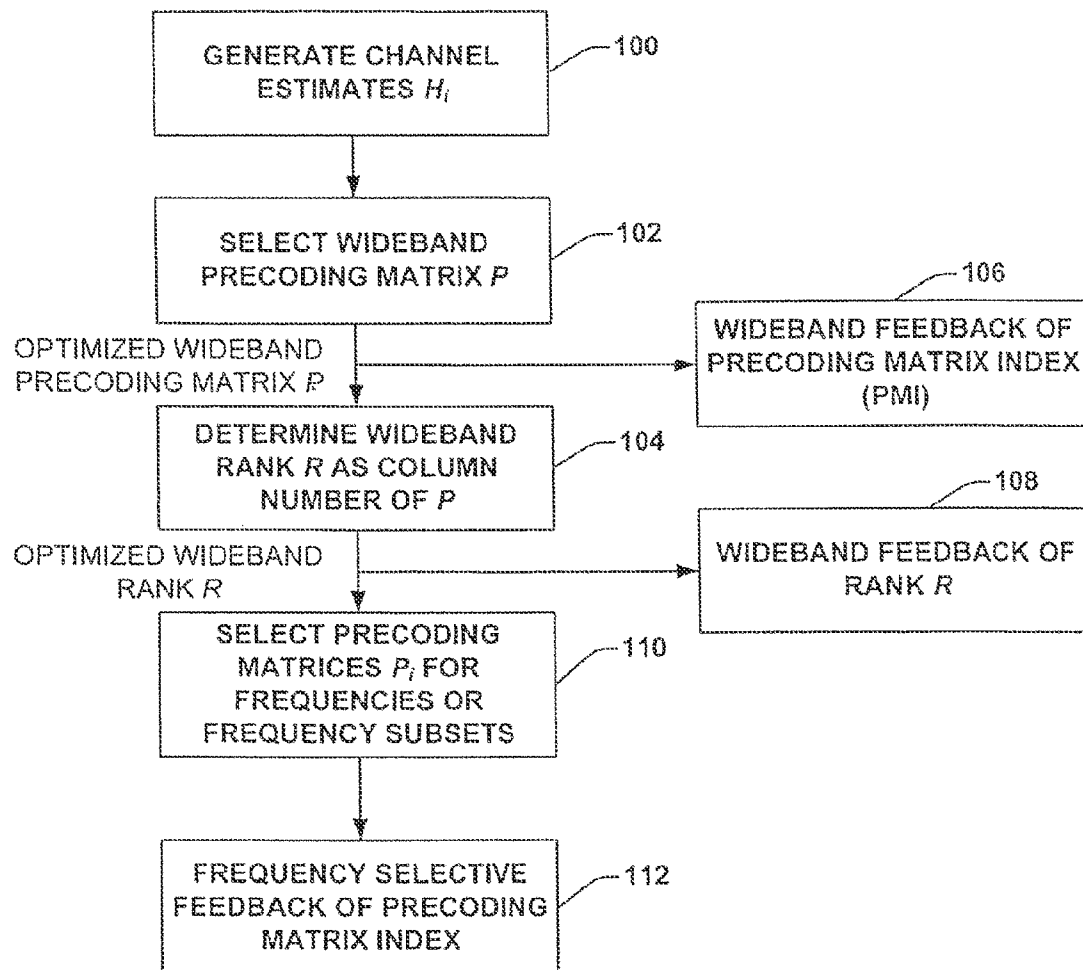 GENERATE CHANNEL
ESTIMATES Hi
100
SELECT WIDEBAND
PRECODING MATRIX P
102
OPTIMIZED WIDEBAND
PRECODING MATRIX P.
106
WIDEBAND FEEDBACK OF
PRECODING MATRIX INDEX
(PMI)
DETERMINE WIDEBAND
RANK R AS COLUMN
NUMBER OF P
104
OPTIMIZED WIDEBAND
RANK R
108
WIDEBAND FEEDBACK OF
RANK R
SELECT PRECODING
MATRICES Pi FOR
FREQUENCIES OR
FREQUENCY SUBSETS
110
FREQUENCY SELECTIVE
FEEDBACK OF PRECODING
MATRIX INDEX
112